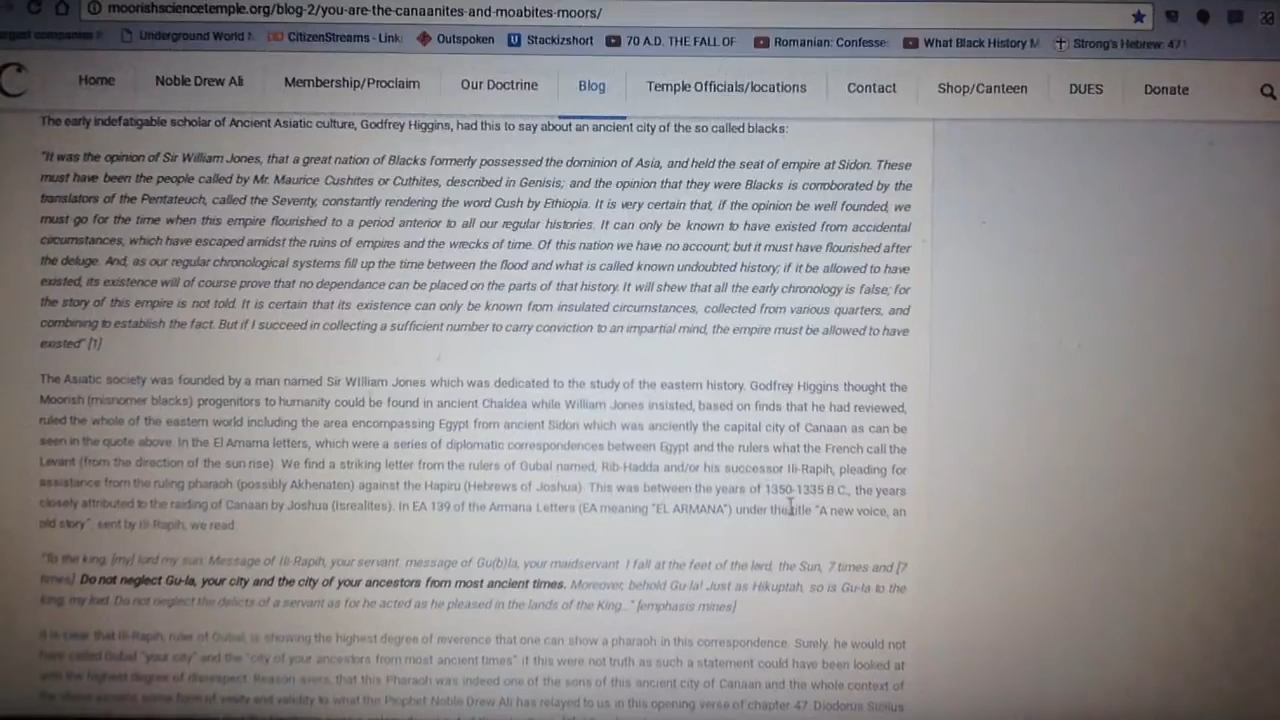 moorishsciencetemple.org/blog-2/you-are-the-canaanites-and-moabites-moors/
Underground World CitizenStreams - Link Outspoken Stackizshort 70 A.D. THE FALL OF Romanian: Confesse What Black History M Strong's Hebrew: 471
Home Noble Drew Ali Membership/Proclaim Our Doctrine Blog Temple Officials/locations Contact Shop/Canteen DUES Donate
The early indefatigable scholar of Ancient Asiatic culture, Godfrey Higgins, had this to say about an ancient city of the so called blacks:
"It was the opinion of Sir William Jones, that a great nation of Blacks formerly possessed the dominion of Asia, and held the seat of empire at Sidon. These
must have been the people called by Mr. Maurice Cushites or Cuthites, described in Genisis; and the opinion that they were Blacks is corroborated by the
translators of the Pentateuch, called the Seventy, constantly rendering the word Cush by Ethiopia. It is very certain that, if the opinion be well founded, we
must go for the time when this empire flourished to a period anterior to all our regular histories. It can only be known to have existed from accidental
circumstances, which have escaped amidst the ruins of empires and the wrecks of time. Of this nation we have no account; but it must have flourished after
the deluge. And, as our regular chronological systems fill up the time between the flood and what is called known undoubted history; if it be allowed to have
existed, its existence will of course prove that no dependance can be placed on the parts of that history. It will shew that all the early chronology is false; for
the story of this empire is not told. It is certain that its existence can only be known from insulated circumstances, collected from various quarters, and
combining to establish the fact. But if I succeed in collecting a sufficient number to carry conviction to an impartial mind, the empire must be allowed to have
existed" [1]
The Asiatic society was founded by a man named Sir William Jones which was dedicated to the study of the eastern history. Godfrey Higgins thought the
Moorish (misnomer blacks) progenitors to humanity could be found in ancient Chaldea while William Jones insisted, based on finds that he had reviewed,
ruled the whole of the eastern world including the area encompassing Egypt from ancient Sidon which was anciently the capital city of Canaan as can be
seen in the quote above. In the El Amama letters, which were a series of diplomatic correspondences between Egypt and the rulers what the French call the
Levant (from the direction of the sun rise). We find a striking letter from the rulers of Gubal named, Rib-Hadda and/or his successor Ili-Rapih, pleading for
assistance from the ruling pharaoh (possibly Akhenaten) against the Hapiru (Hebrews of Joshua). This was between the years of 1350-1335 B.C., the years
closely attributed to the raiding of Canaan by Joshua (Isrealites). In EA 139 of the Armana Letters (EA meaning "EL ARMANA") under the title "A new voice, an
old story", sent by Ili-Rapih, we read
"To the king, [my] lord my sun: Message of Ili-Rapih, your servant. message of Gu(b)la, your maidservant. I fall at the feet of the lord, the Sun, 7 times and [7
times]. Do not neglect Gu-la, your city and the city of your ancestors from most ancient times. Moreover, behold Gu-la! Just as Hikuptah, so is Gu-la to the
king, my lord. Do not neglect the delicts of a servant as for he acted as he pleased in the lands of the King..." [emphasis mines]
It is clear that Ili-Rapih, ruler of Gubal, is showing the highest degree of reverence that one can show a pharaoh in this correspondence. Surely, he would not
have called Gubal "your city" and the "city of your ancestors from most ancient times" if this were not truth as such a statement could have been looked at
with the highest degree of disrespect. Reason avers, that this Pharaoh was indeed one of the sons of this ancient city of Canaan and the whole context of
the above some form of verity and validity to what the Prophet Noble Drew Ali has relayed to us in this opening verse of chapter 47. Diodorus Siculus